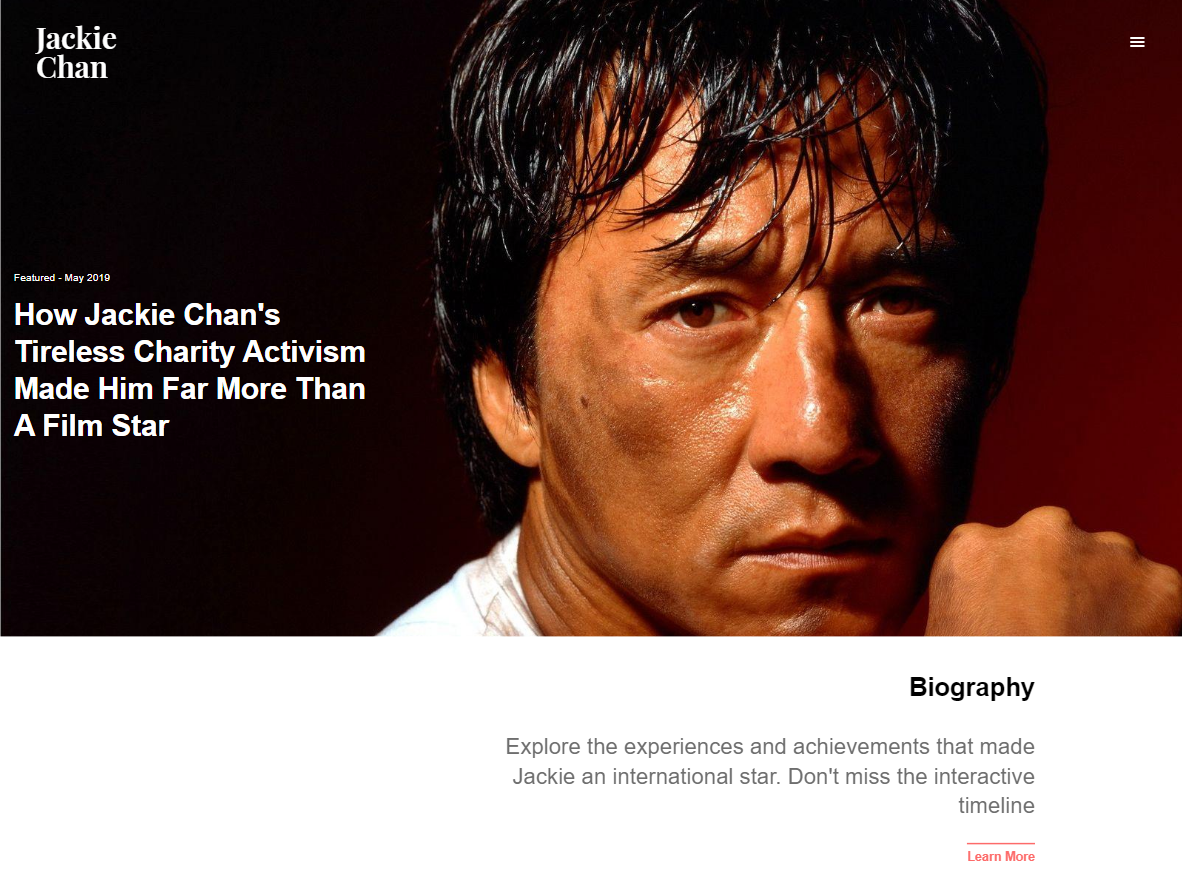 Jackie
Chan
Featured - May 2019
How Jackie Chan's
Tireless Charity Activism
Made Him Far More Than
A Film Star
Biography
Explore the experiences and achievements that made
Jackie an international star. Don't miss the interactive
timeline
Learn More